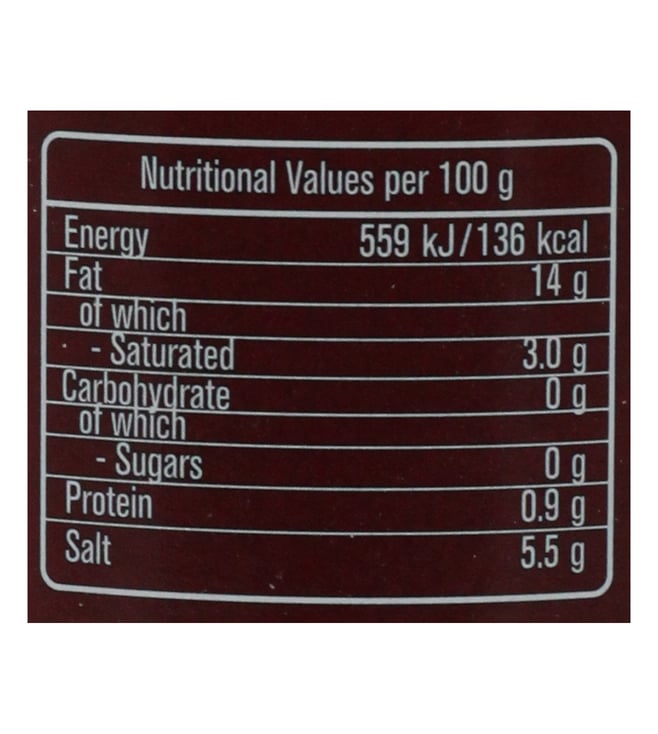 Nutritional Values per 100 g
Energy 559 kJ/136 kcal
Fat 14 g
of which
- Saturated 3.0 g
Carbohydrate 0 g
of which
- Sugars 0 g
Protein 0.9 g
Salt 5.5 g